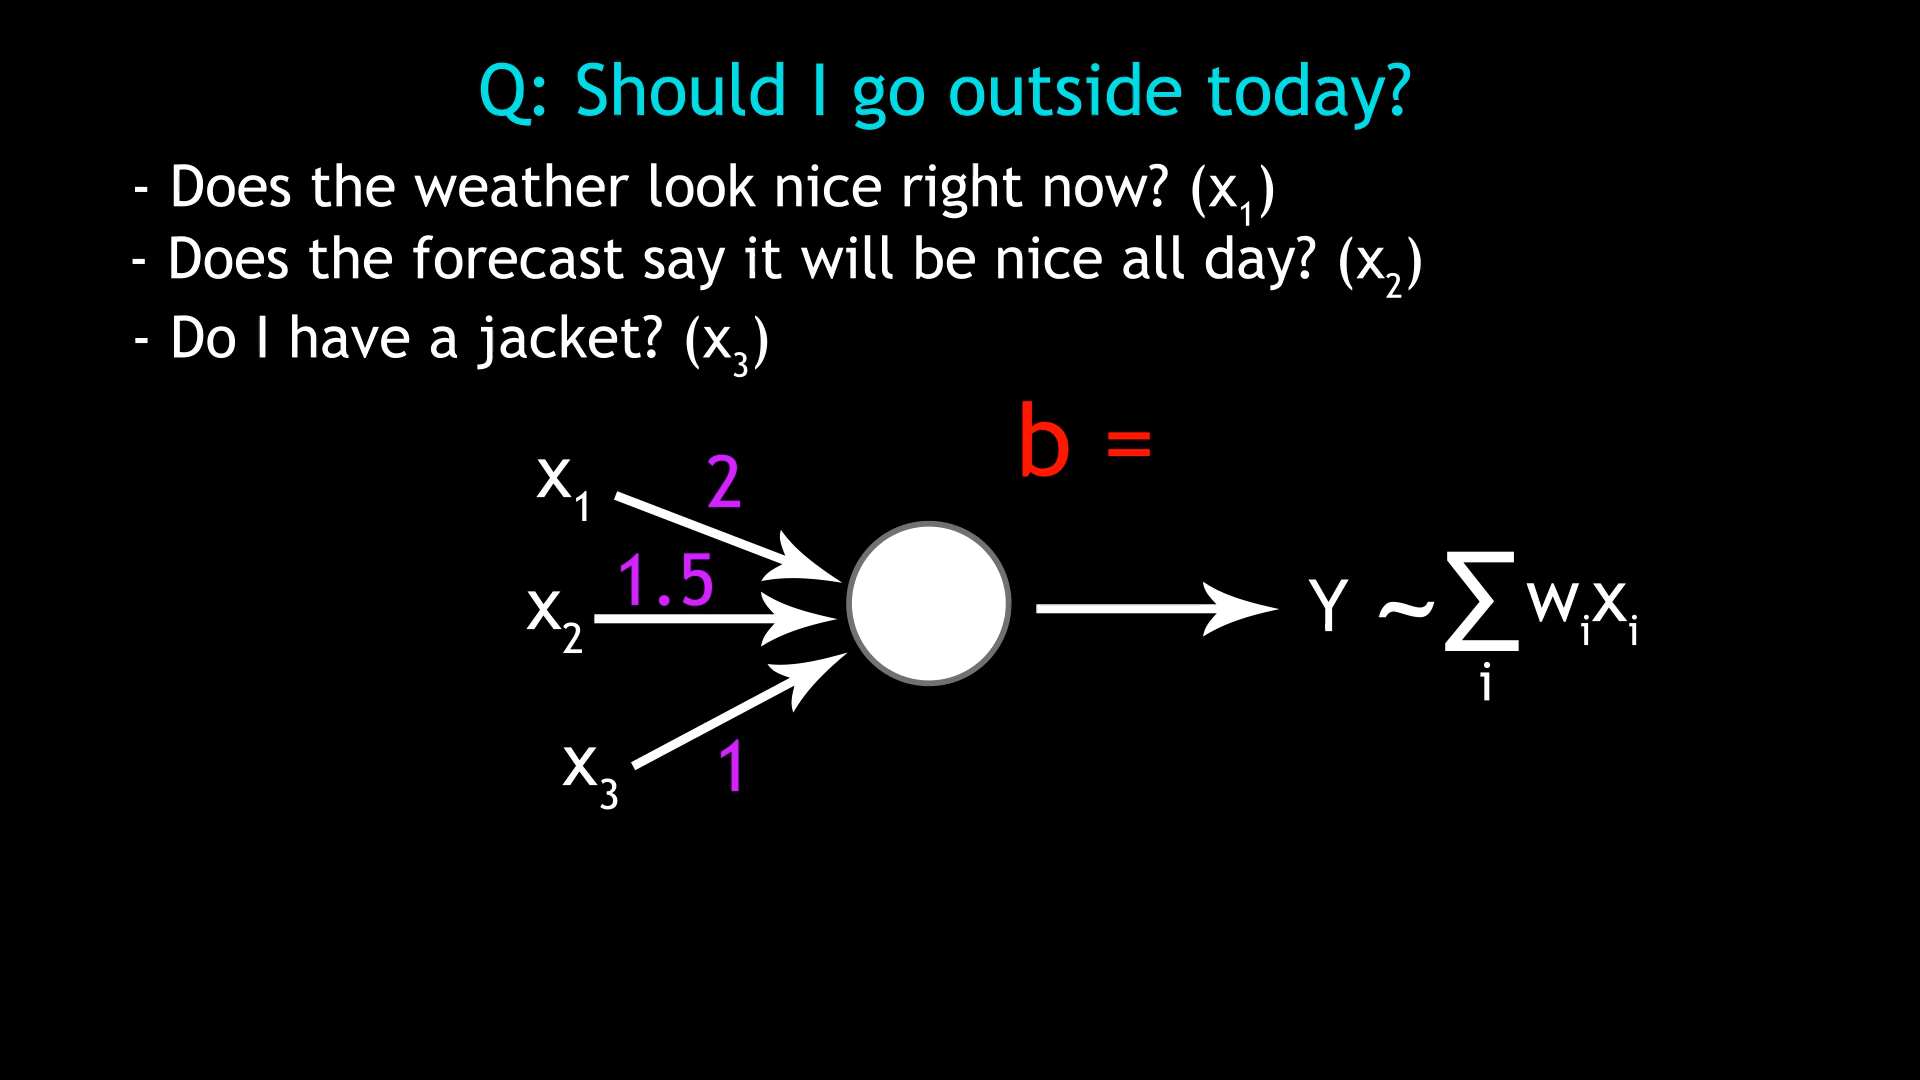 Q: Should I go outside today?
- Does the weather look nice right now? (x₁)
- Does the forecast say it will be nice all day? (x₂)
- Do I have a jacket? (x₃)
b =
x₁ 2
x₂ 1.5
x₃ 1
Y ~ ∑ wᵢxᵢ
i